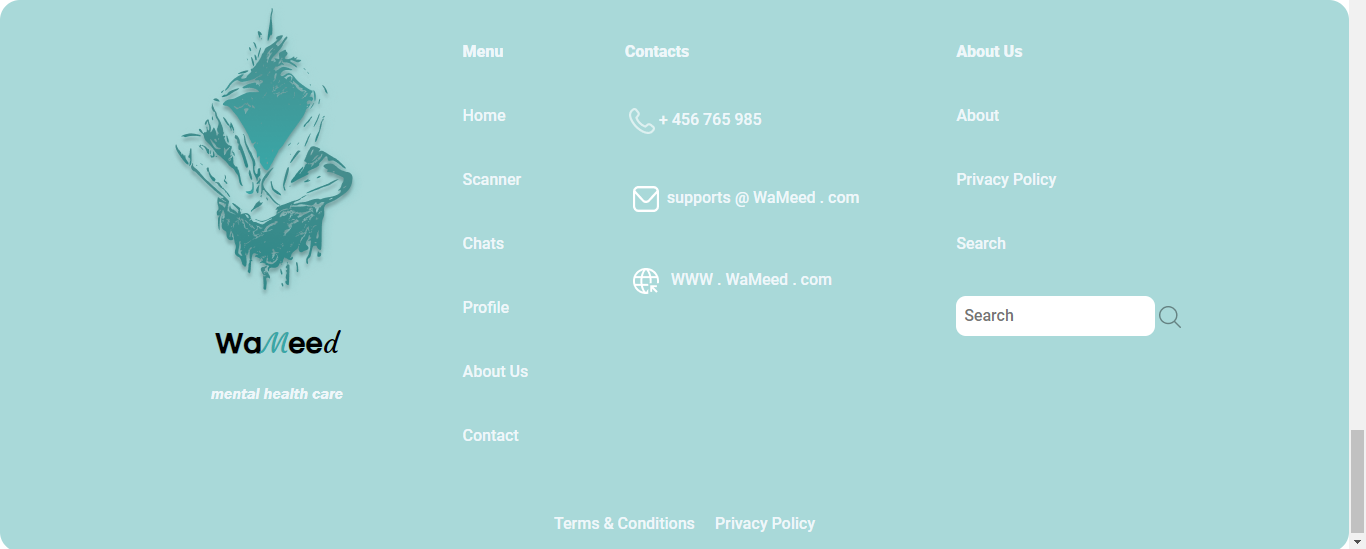 WaMeed
mental health care
Menu
Home
Scanner
Chats
Profile
About Us
Contact
Contacts
+ 456 765 985
supports @ WaMeed . com
WWW . WaMeed . com
About Us
About
Privacy Policy
Search
Search
Terms & Conditions
Privacy Policy